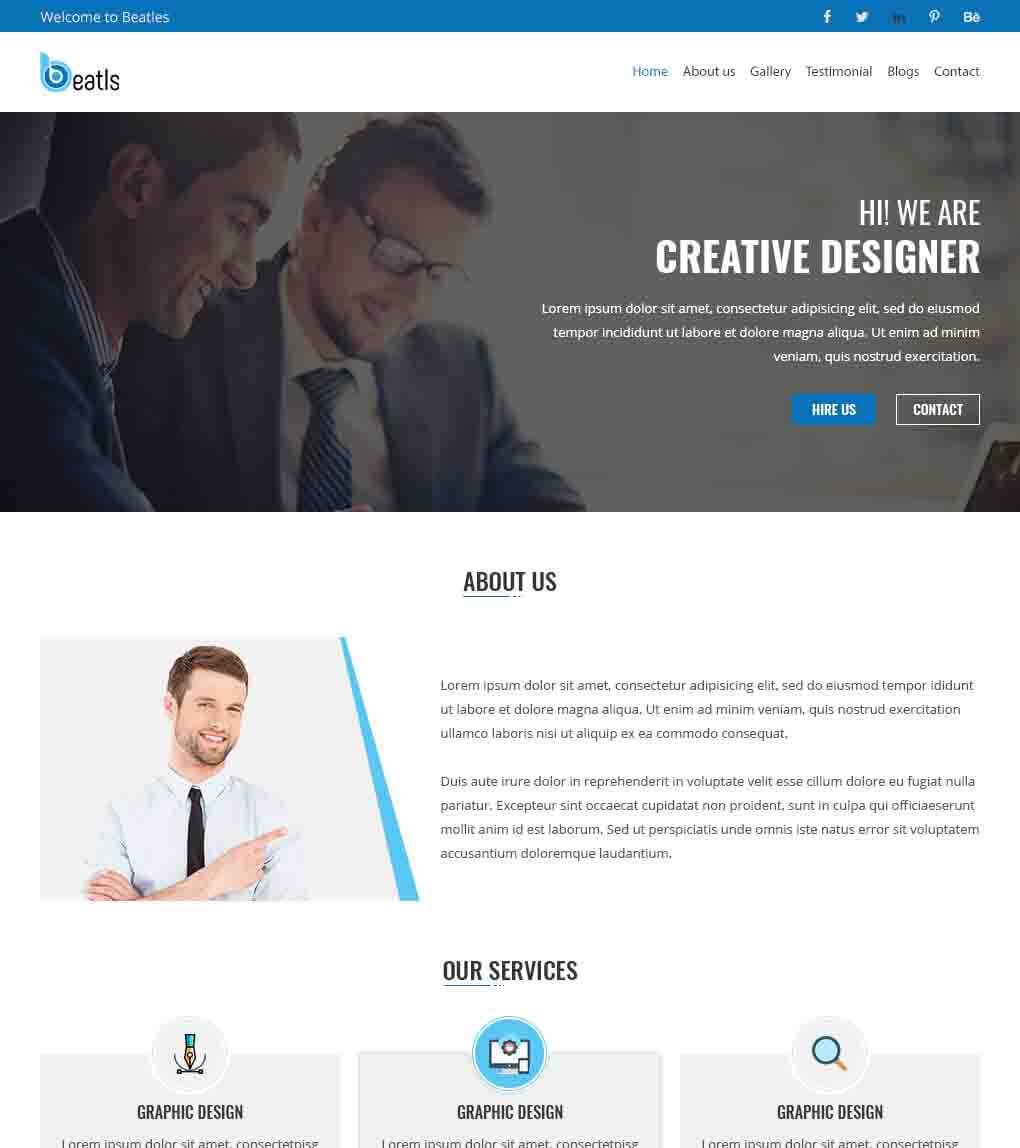 Welcome to Beatles
f in Bē
beatls
Home About us Gallery Testimonial Blogs Contact
HI! WE ARE
CREATIVE DESIGNER
Lorem ipsum dolor sit amet, consectetur adipisicing elit, sed do eiusmod
tempor incididunt ut labore et dolore magna aliqua. Ut enim ad minim
veniam, quis nostrud exercitation.
HIRE US CONTACT
ABOUT US
Lorem ipsum dolor sit amet, consectetur adipisicing elit, sed do eiusmod tempor ididunt
ut labore et dolore magna aliqua. Ut enim ad minim veniam, quis nostrud exercitation
ullamco laboris nisi ut aliquip ex ea commodo consequat.
Duis aute irure dolor in reprehenderit in voluptate velit esse cillum dolore eu fugiat nulla
pariatur. Excepteur sint occaecat cupidatat non proident, sunt in culpa qui officiaeserunt
mollit anim id est laborum. Sed ut perspiciatis unde omnis iste natus error sit voluptatem
accusantium doloremque laudantium.
OUR SERVICES
GRAPHIC DESIGN GRAPHIC DESIGN GRAPHIC DESIGN
Lorem ipsum dolor sit amet, consectetpisg Lorem ipsum dolor sit amet, consectetpisg Lorem ipsum dolor sit amet, consectetpisg